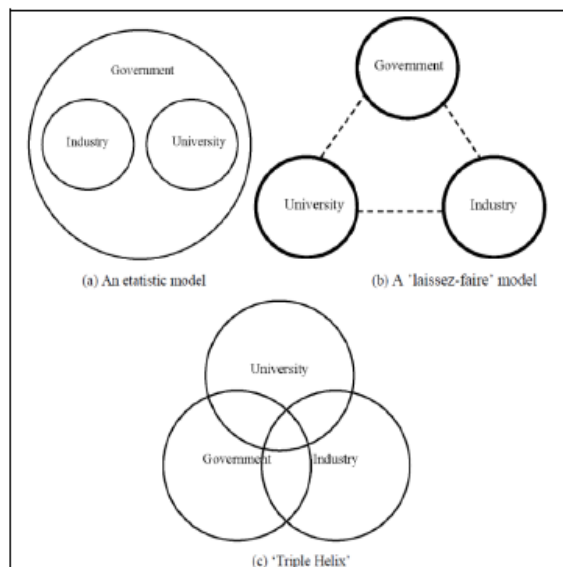 Government
Industry
University
(a) An etatistic model
Government
University
Industry
(b) A 'laissez-faire' model
University
Government
Industry
(c) 'Triple Helix'